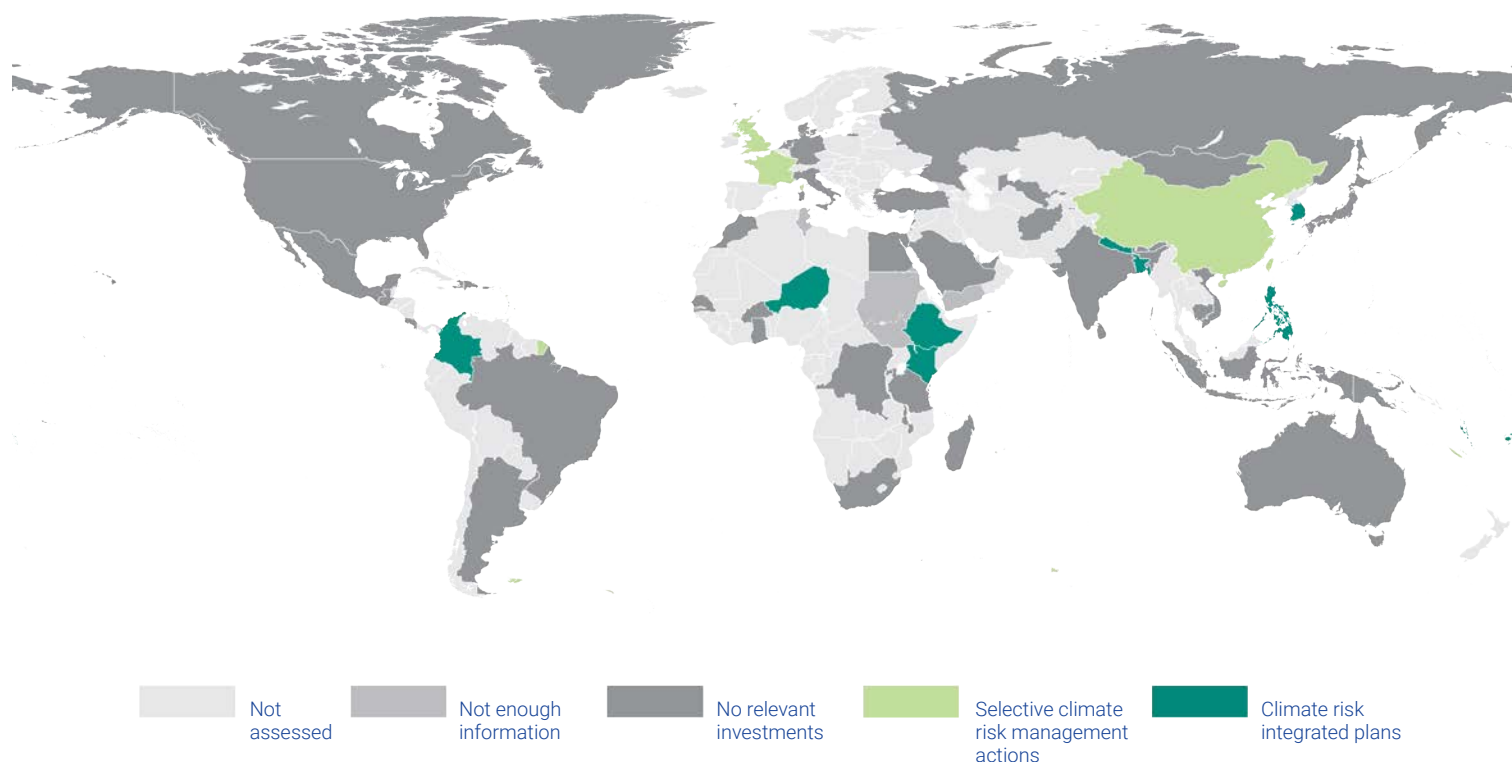 Not
assessed
Not enough
information
No relevant
investments
Selective climate
risk management
actions
Climate risk
integrated plans